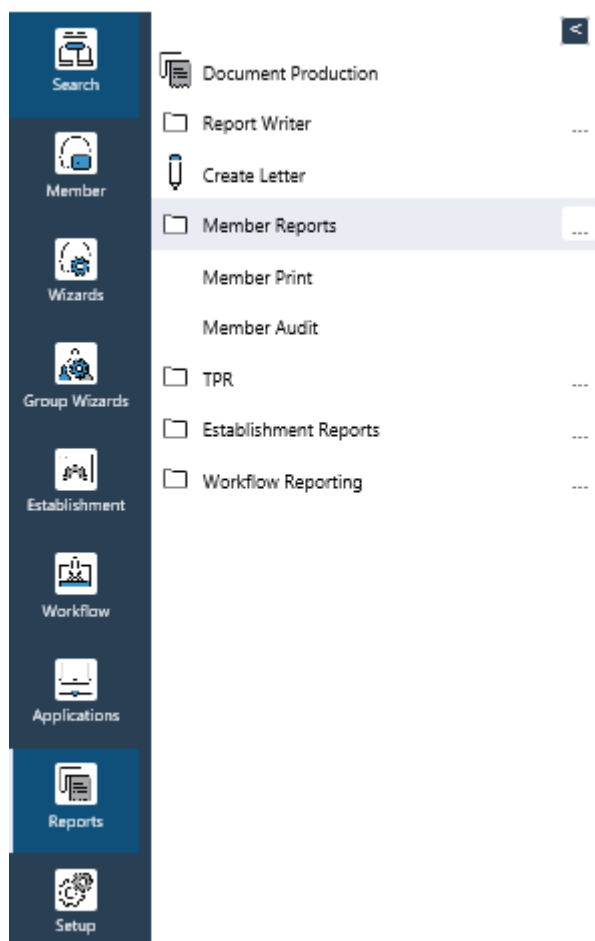 Search
Member
Wizards
Group Wizards
Establishment
Workflow
Applications
Reports
Setup
<
Document Production
Report Writer
...
Create Letter
Member Reports
...
Member Print
Member Audit
TPR
...
Establishment Reports
...
Workflow Reporting
...